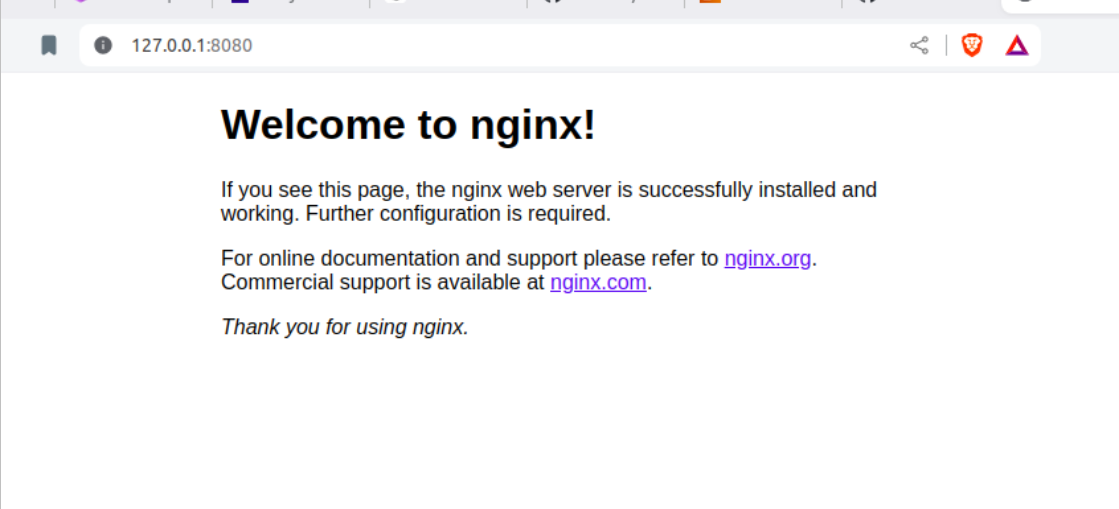 127.0.0.1:8080
Welcome to nginx!
If you see this page, the nginx web server is successfully installed and
working. Further configuration is required.
For online documentation and support please refer to nginx.org.
Commercial support is available at nginx.com.
Thank you for using nginx.